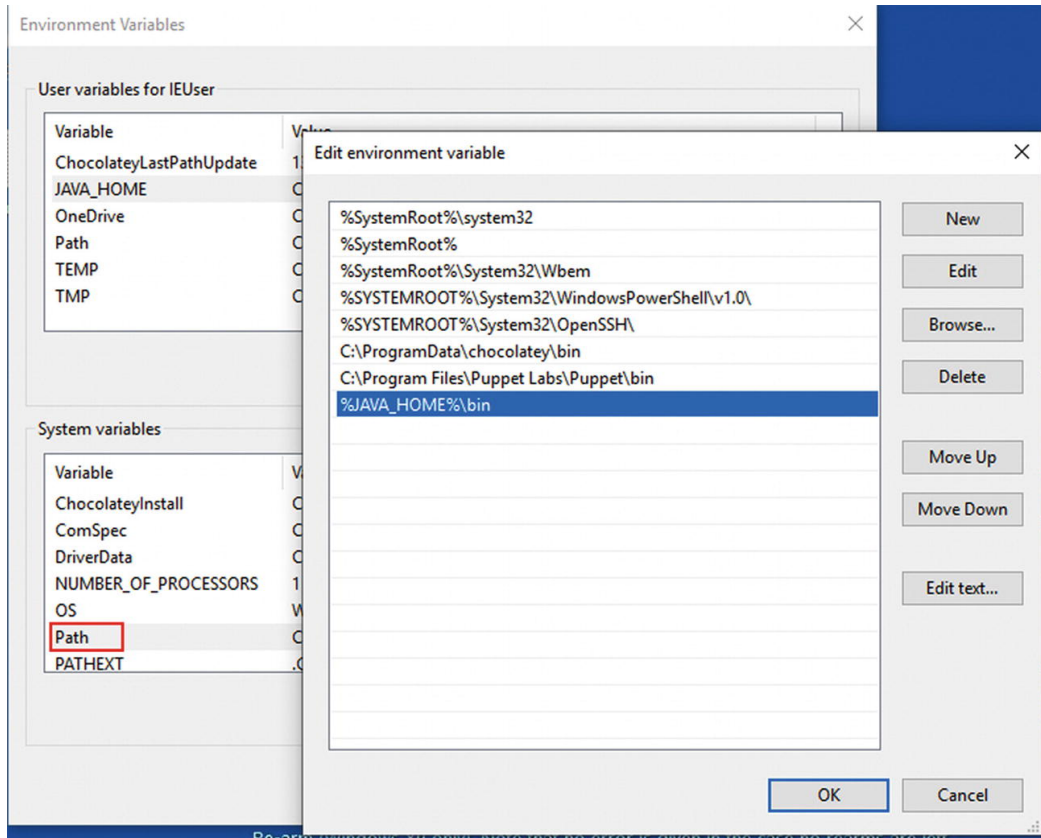 Environment Variables
User variables for IEUser
Variable
Value
ChocolateyLastPathUpdate
JAVA_HOME
OneDrive
Path
TEMP
TMP
System variables
Variable
ChocolateyInstall
ComSpec
DriverData
NUMBER_OF_PROCESSORS
OS
Path
PATHEXT
Edit environment variable
%SystemRoot%\system32
%SystemRoot%
%SystemRoot%\System32\Wbem
%SYSTEMROOT%\System32\WindowsPowerShell\v1.0\
%SYSTEMROOT%\System32\OpenSSH\
C:\ProgramData\chocolatey\bin
C:\Program Files\Puppet Labs\Puppet\bin
%JAVA_HOME%\bin
New
Edit
Browse...
Delete
Move Up
Move Down
Edit text...
OK
Cancel